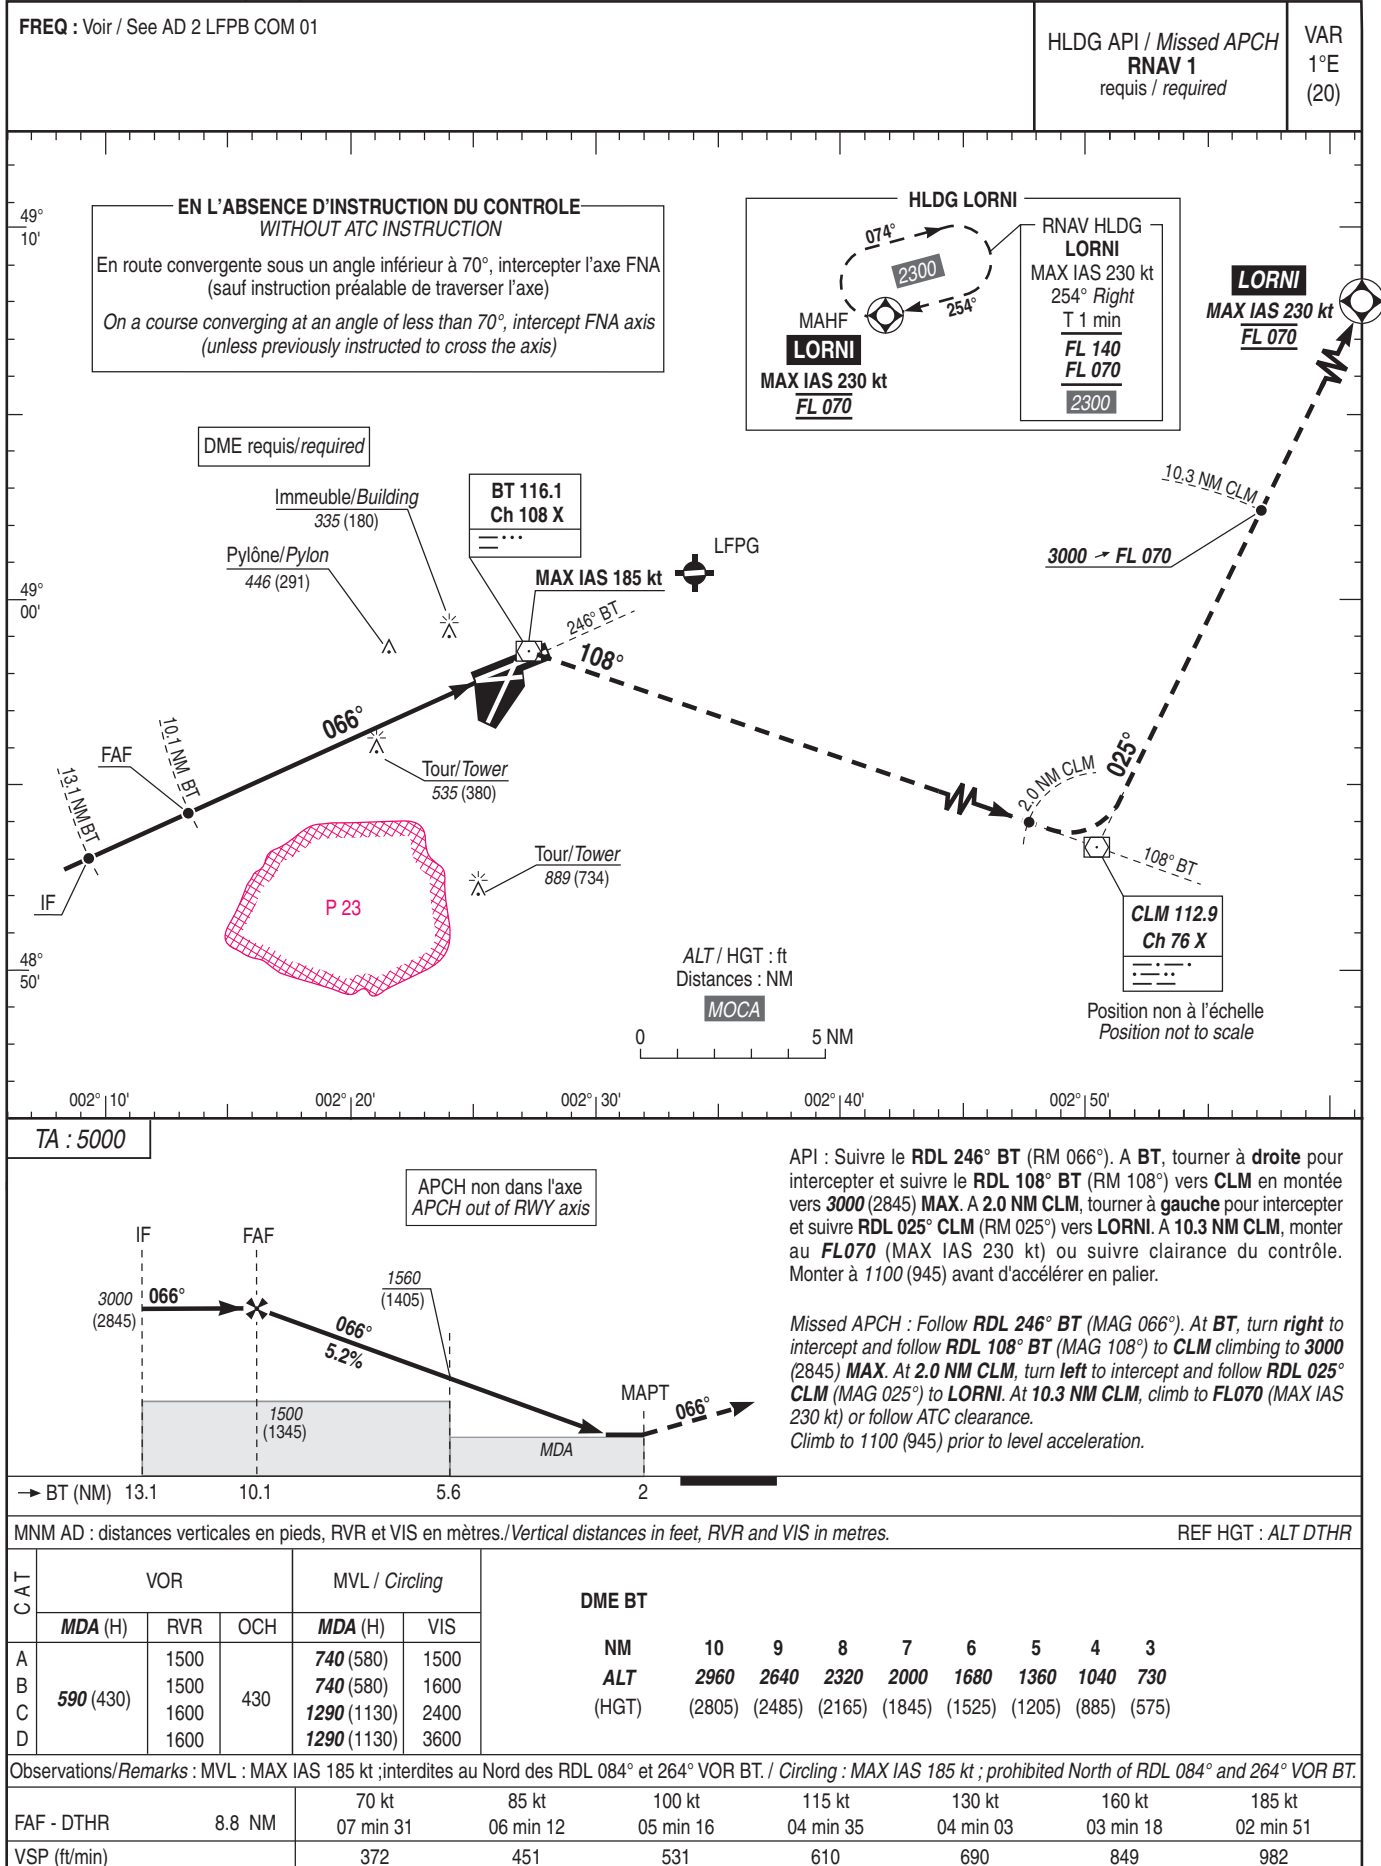 FREQ : Voir / See AD 2 LFPB COM 01
HLDG API / Missed APCH
RNAV 1
requis / required
VAR
1°E
(20)
49°
10'
EN L'ABSENCE D'INSTRUCTION DU CONTROLE
WITHOUT ATC INSTRUCTION
En route convergente sous un angle inférieur à 70°, intercepter l'axe FNA
(sauf instruction préalable de traverser l'axe)
On a course converging at an angle of less than 70°, intercept FNA axis
(unless previously instructed to cross the axis)
HLDG LORNI
074°
2300
254°
MAHF
LORNI
MAX IAS 230 kt
FL 070
RNAV HLDG
LORNI
MAX IAS 230 kt
254° Right
T 1 min
FL 140
FL 070
2300
LORNI
MAX IAS 230 kt
FL 070
DME requis/required
Immeuble/Building
335 (180)
Pylône/Pylon
446 (291)
BT 116.1
Ch 108 X
MAX IAS 185 kt
LFPG
10.3 NM CLM
3000 → FL 070
49°
00'
246° BT
108°
066°
10.1 NM BT
FAF
13.1 NM BT
IF
Tour/Tower
535 (380)
Tour/Tower
889 (734)
P 23
2.0 NM CLM
025°
108° BT
CLM 112.9
Ch 76 X
Position non à l'échelle
Position not to scale
48°
50'
ALT / HGT : ft
Distances : NM
MOCA
0 5 NM
002° 10' 002° 20' 002° 30' 002° 40' 002° 50'
TA : 5000
APCH non dans l'axe
APCH out of RWY axis
IF FAF
3000
(2845)
066°
1560
(1405)
066°
5.2%
MAPT
066°
1500
(1345)
MDA
→ BT (NM) 13.1 10.1 5.6 2
API : Suivre le RDL 246° BT (RM 066°). A BT, tourner à droite pour
intercepter et suivre le RDL 108° BT (RM 108°) vers CLM en montée
vers 3000 (2845) MAX. A 2.0 NM CLM, tourner à gauche pour intercepter
et suivre RDL 025° CLM (RM 025°) vers LORNI. A 10.3 NM CLM, monter
au FL070 (MAX IAS 230 kt) ou suivre clairance du contrôle.
Monter à 1100 (945) avant d'accélérer en palier.
Missed APCH : Follow RDL 246° BT (MAG 066°). At BT, turn right to
intercept and follow RDL 108° BT (MAG 108°) to CLM climbing to 3000
(2845) MAX. At 2.0 NM CLM, turn left to intercept and follow RDL 025°
CLM (MAG 025°) to LORNI. At 10.3 NM CLM, climb to FL070 (MAX IAS
230 kt) or follow ATC clearance.
Climb to 1100 (945) prior to level acceleration.
MNM AD : distances verticales en pieds, RVR et VIS en mètres./Vertical distances in feet, RVR and VIS in metres. REF HGT : ALT DTHR
CAT VOR MVL / Circling
MDA (H) RVR OCH MDA (H) VIS
A 1500 740 (580) 1500
B 1500 740 (580) 1600
590 (430) 430
C 1600 1290 (1130) 2400
D 1600 1290 (1130) 3600
DME BT
NM 10 9 8 7 6 5 4 3
ALT 2960 2640 2320 2000 1680 1360 1040 730
(HGT) (2805) (2485) (2165) (1845) (1525) (1205) (885) (575)
Observations/Remarks : MVL : MAX IAS 185 kt ;interdites au Nord des RDL 084° et 264° VOR BT. / Circling : MAX IAS 185 kt ; prohibited North of RDL 084° and 264° VOR BT.
70 kt 85 kt 100 kt 115 kt 130 kt 160 kt 185 kt
FAF - DTHR 8.8 NM 07 min 31 06 min 12 05 min 16 04 min 35 04 min 03 03 min 18 02 min 51
VSP (ft/min) 372 451 531 610 690 849 982